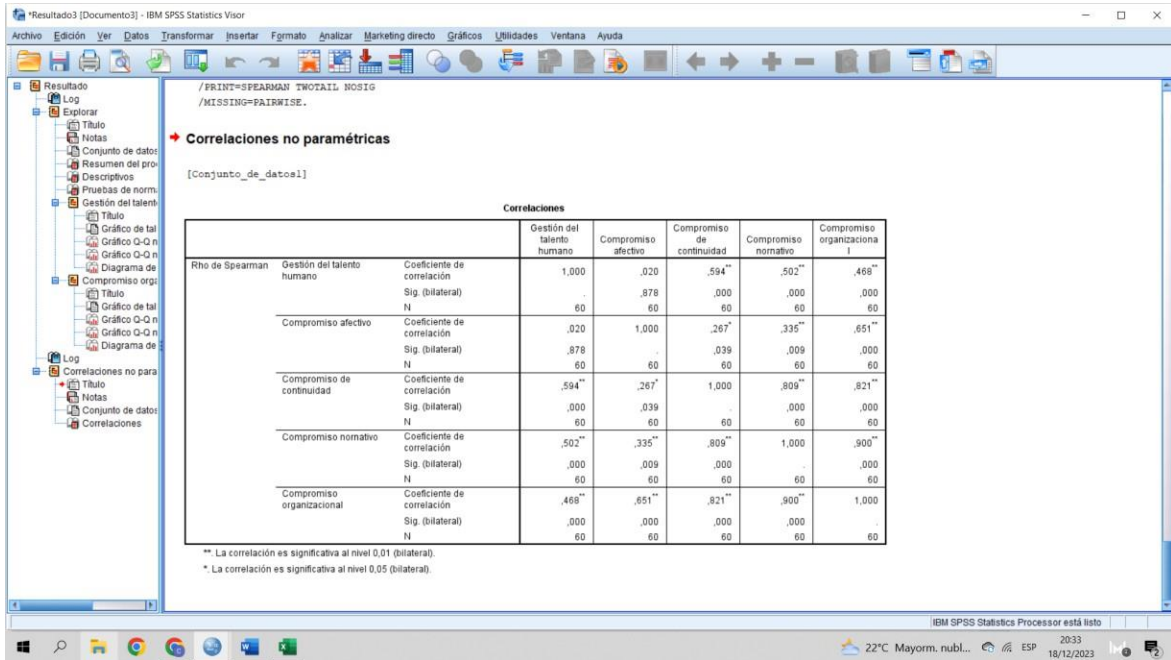 *Resultado3 [Documento3] - IBM SPSS Statistics Visor
Archivo Edición Ver Datos Transformar Insertar Formato Analizar Marketing directo Gráficos Utilidades Ventana Ayuda
Resultado
Log
Explorar
Título
Notas
Conjunto de datos
Resumen del pro
Descriptivos
Pruebas de norma
Gestión del talent
Título
Gráfico de tal
Gráfico Q-Q n
Gráfico Q-Q n
Diagrama de
Compromiso orga
Título
Gráfico de tal
Gráfico Q-Q n
Gráfico Q-Q n
Diagrama de
Log
Correlaciones no para
Título
Notas
Conjunto de datos
Correlaciones
/PRINT=SPEARMAN TWOTAIL NOSIG
/MISSING=PAIRWISE.
Correlaciones no paramétricas
[Conjunto_de_datos1]
Correlaciones
Gestión del talento humano Compromiso afectivo Compromiso de continuidad Compromiso nornativo Compromiso organizaciona l
Rho de Spearman Gestión del talento humano Coeficiente de correlación 1,000 ,020 ,594** ,502** ,468**
Sig. (bilateral) . ,878 ,000 ,000 ,000
N 60 60 60 60 60
Compromiso afectivo Coeficiente de correlación ,020 1,000 ,267* ,335** ,651**
Sig. (bilateral) ,878 . ,039 ,009 ,000
N 60 60 60 60 60
Compromiso de continuidad Coeficiente de correlación ,594** ,267* 1,000 ,809** ,821**
Sig. (bilateral) ,000 ,039 . ,000 ,000
N 60 60 60 60 60
Compromiso nornativo Coeficiente de correlación ,502** ,335** ,809** 1,000 ,900**
Sig. (bilateral) ,000 ,009 ,000 . ,000
N 60 60 60 60 60
Compromiso organizacional Coeficiente de correlación ,468** ,651** ,821** ,900** 1,000
Sig. (bilateral) ,000 ,000 ,000 ,000 .
N 60 60 60 60 60
**. La correlación es significativa al nivel 0,01 (bilateral).
*. La correlación es significativa al nivel 0,05 (bilateral).
IBM SPSS Statistics Processor está listo
22°C Mayorm. nubl... ESP 20:33
18/12/2023